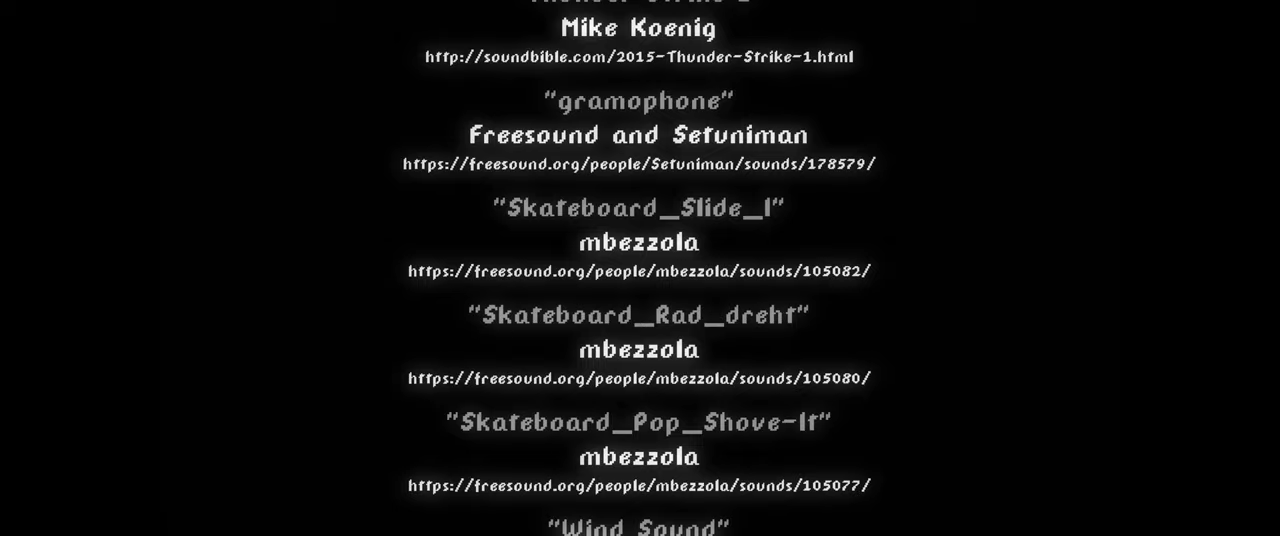 Mike Koenig
http://soundbible.com/2015-Thunder-Strike-1.html
"gramophone"
Freesound and Setuniman
https://freesound.org/people/Setuniman/sounds/178579/
"Skateboard_Slide_1"
mbezzola
https://freesound.org/people/mbezzola/sounds/105082/
"Skateboard_Rad_dreht"
mbezzola
https://freesound.org/people/mbezzola/sounds/105080/
"Skateboard_Pop_Shove-It"
mbezzola
https://freesound.org/people/mbezzola/sounds/105077/
"Wind Sound"